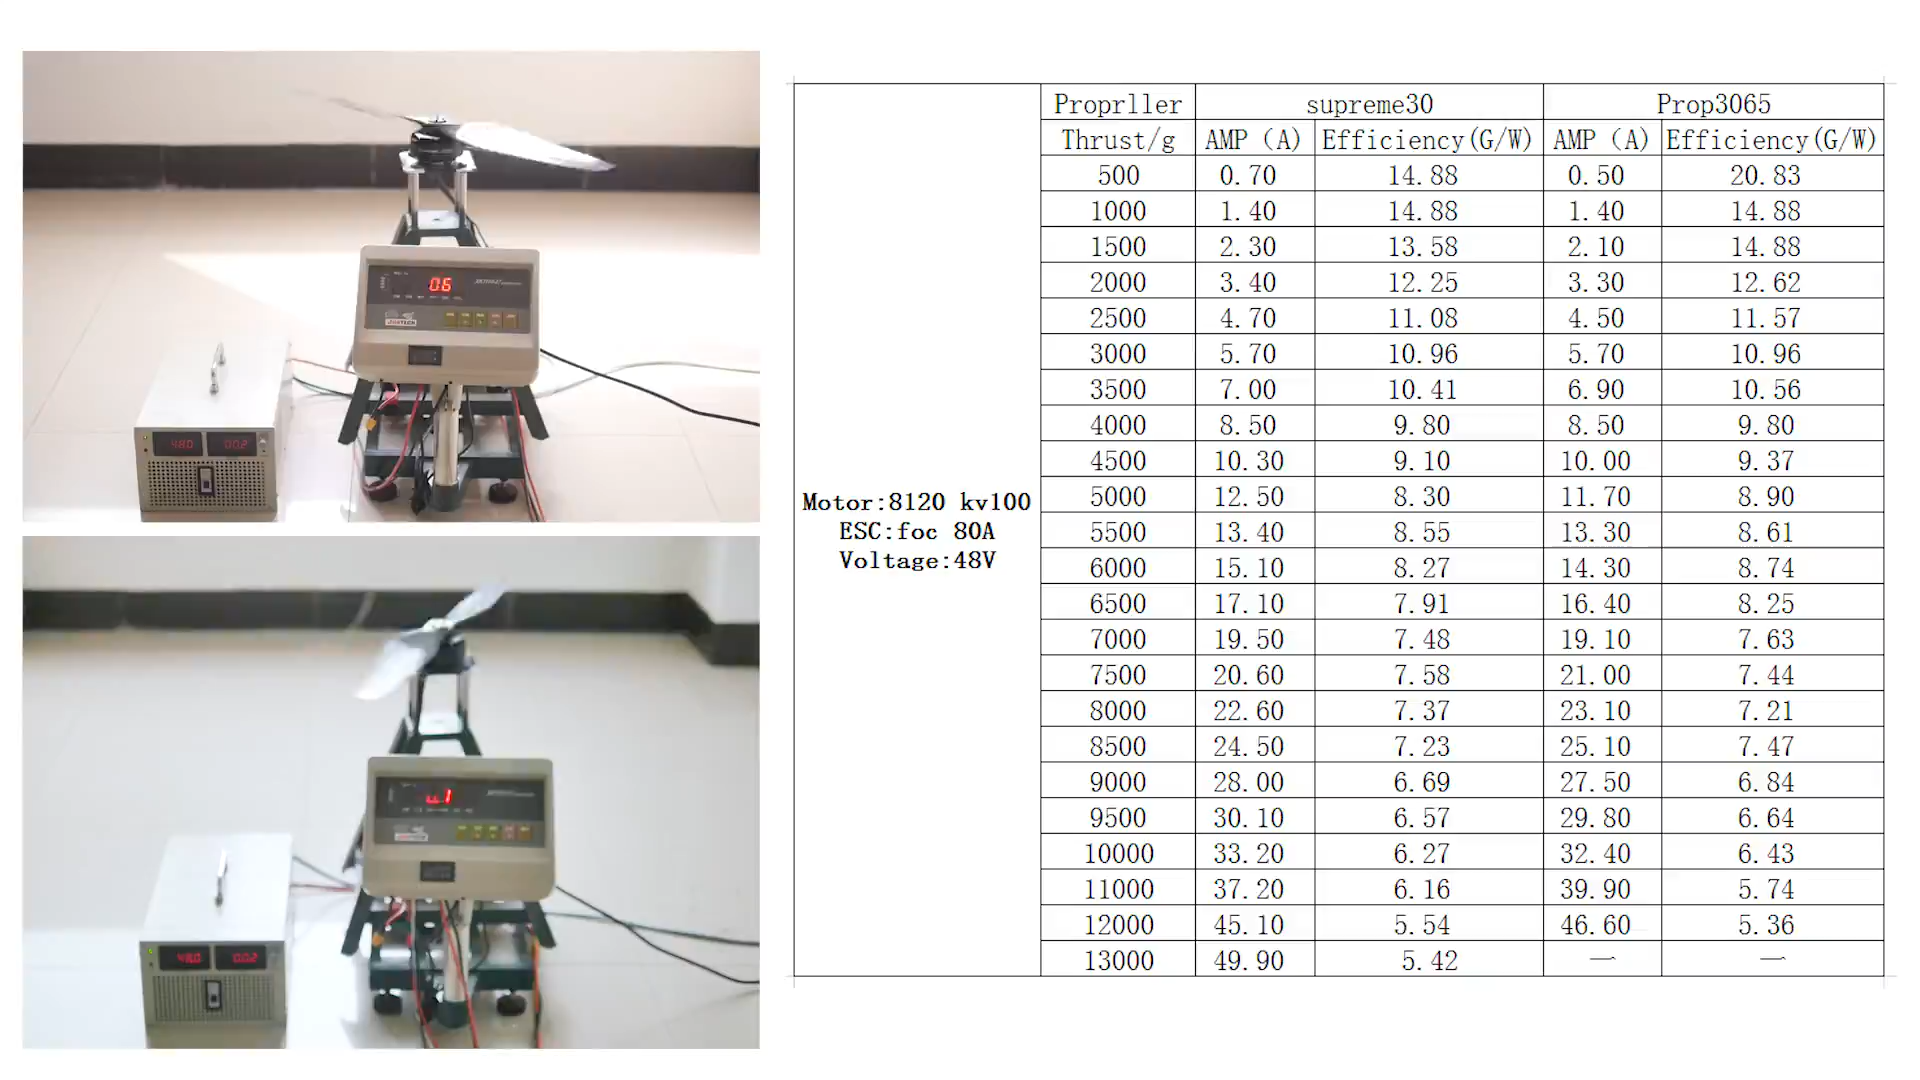 Proprller supreme30 Prop3065
Thrust/g AMP (A) Efficiency(G/W) AMP (A) Efficiency(G/W)
500 0.70 14.88 0.50 20.83
1000 1.40 14.88 1.40 14.88
1500 2.30 13.58 2.10 14.88
2000 3.40 12.25 3.30 12.62
2500 4.70 11.08 4.50 11.57
3000 5.70 10.96 5.70 10.96
3500 7.00 10.41 6.90 10.56
4000 8.50 9.80 8.50 9.80
4500 10.30 9.10 10.00 9.37
Motor:8120 kv100
ESC:foc 80A
Voltage:48V
5000 12.50 8.30 11.70 8.90
5500 13.40 8.55 13.30 8.61
6000 15.10 8.27 14.30 8.74
6500 17.10 7.91 16.40 8.25
7000 19.50 7.48 19.10 7.63
7500 20.60 7.58 21.00 7.44
8000 22.60 7.37 23.10 7.21
8500 24.50 7.23 25.10 7.47
9000 28.00 6.69 27.50 6.84
9500 30.10 6.57 29.80 6.64
10000 33.20 6.27 32.40 6.43
11000 37.20 6.16 39.90 5.74
12000 45.10 5.54 46.60 5.36
13000 49.90 5.42 — —
06
48.0 00.2
48.0 00.2